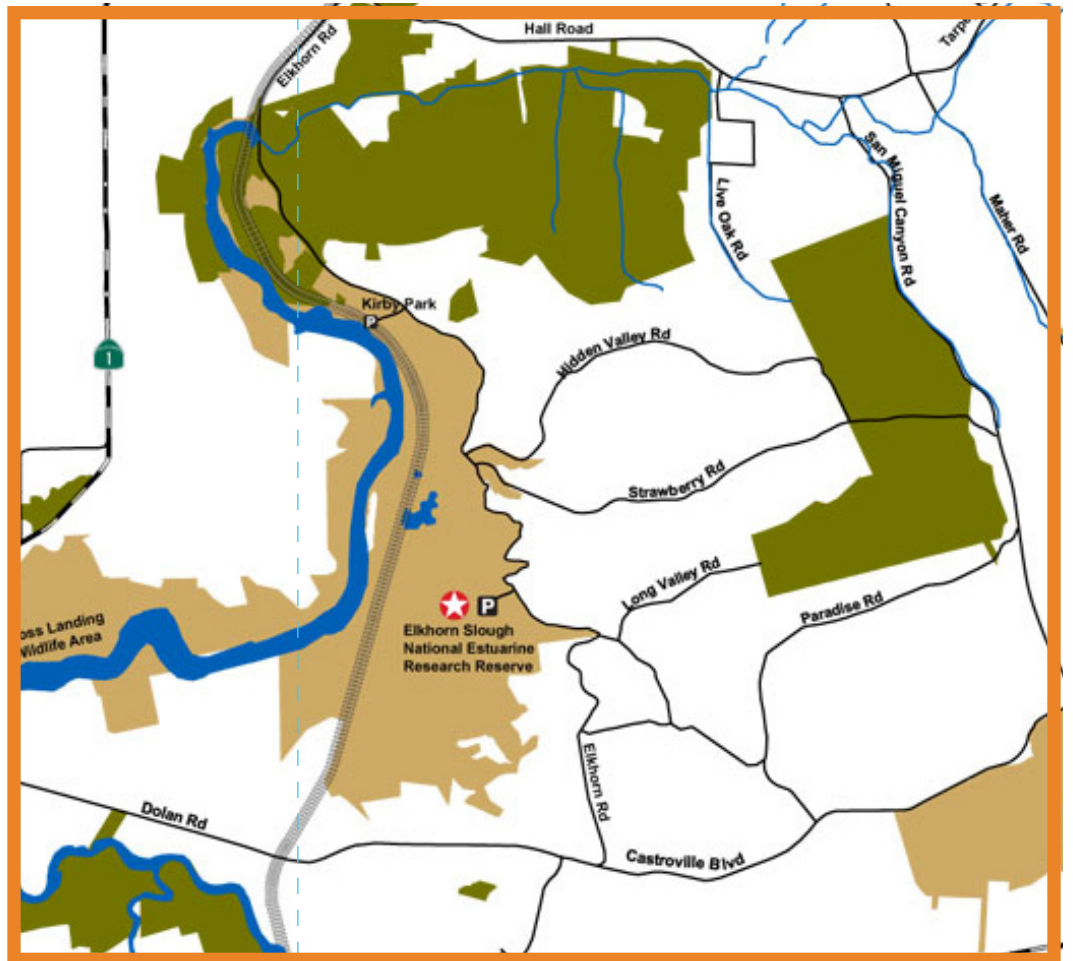 Hall Road
Elkhorn Rd
San Miguel Canyon Rd
Live Oak Rd
Maher Rd
Kirby Park
P
1
Hidden Valley Rd
Strawberry Rd
Long Valley Rd
Paradise Rd
P
Elkhorn Slough
National Estuarine
Research Reserve
oss Landing
Wildlife Area
Elkhorn Rd
Dolan Rd
Castroville Blvd